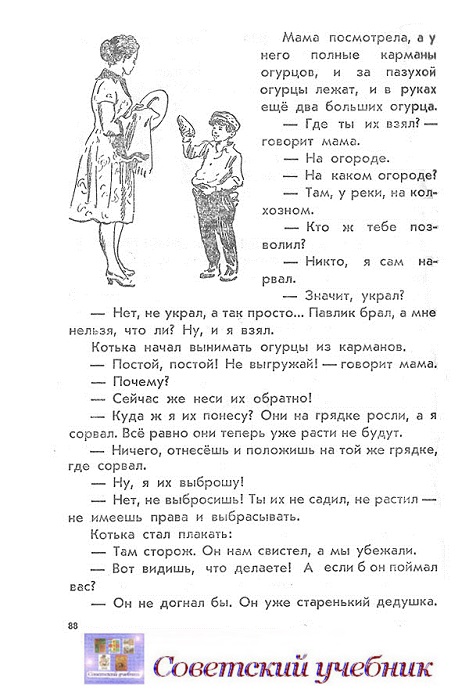 Мама посмотрела, а у
него полные карманы
огурцов, и за пазухой
огурцы лежат, и в руках
ещё два больших огурца.
— Где ты их взял? —
говорит мама.
— На огороде.
— На каком огороде?
— Там, у реки, на кол-
хозном.
— Кто ж тебе поз-
волил?
— Никто, я сам на-
рвал.
— Значит, украл?
— Нет, не украл, а так просто... Павлик брал, а мне
нельзя, что ли? Ну, и я взял.
Котька начал вынимать огурцы из карманов.
— Постой, постой! Не выгружай! — говорит мама.
— Почему?
— Сейчас же неси их обратно!
— Куда ж я их понесу? Они на грядке росли, а я
сорвал. Всё равно они теперь уже расти не будут.
— Ничего, отнесёшь и положишь на той же грядке,
где сорвал.
— Ну, я их выброшу!
— Нет, не выбросишь! Ты их не садил, не растил —
не имеешь права и выбрасывать.
Котька стал плакать:
— Там сторож. Он нам свистел, а мы убежали.
— Вот видишь, что делаете! А если б он поймал
вас?
— Он не догнал бы. Он уже старенький дедушка.
88
Советский учебник
Советский учебник